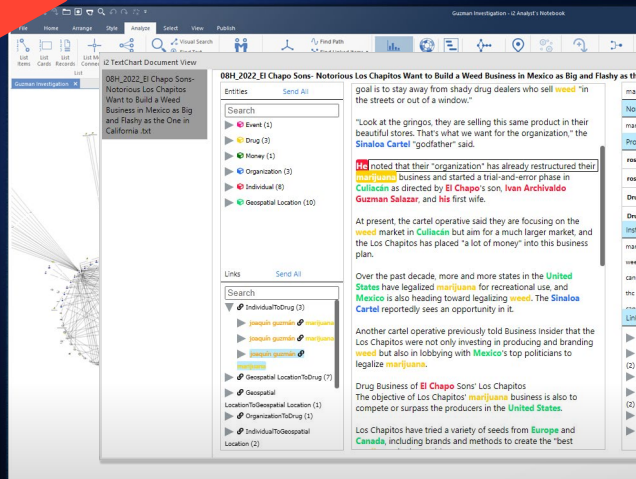 Guzman Investigation - i2 Analyst's Notebook
File Home Arrange Style Analyze Select View Publish
Visual Search
Find Path
List Items
List Cards
List Records
List
Guzman Investigation
i2 TextChart Document View
08H_2022_El Chapo Sons-
Notorious Los Chapitos
Want to Build a Weed
Business in Mexico as Big
and Flashy as the One in
California .txt
08H_2022_El Chapo Sons- Notorious Los Chapitos Want to Build a Weed Business in Mexico as Big and Flashy as th
Entities Send All
Search
Event (1)
Drug (3)
Money (1)
Organization (3)
Individual (8)
Geospatial Location (10)
Links Send All
Search
IndividualToDrug (3)
joaquín guzmán marijuana
joaquín guzmán marijuana
joaquín guzmán
marijuana
Geospatial LocationToDrug (7)
Geospatial
LocationToGeospatial Location (1)
OrganizationToDrug (1)
IndividualToGeospatial
Location (2)
goal is to stay away from shady drug dealers who sell weed "in
the streets or out of a window."
"Look at the gringos, they are selling this same product in their
beautiful stores. That's what we want for the organization," the
Sinaloa Cartel "godfather" said.
He noted that their "organization" has already restructured their
marijuana business and started a trial-and-error phase in
Culiacán as directed by El Chapo's son, Ivan Archivaldo
Guzman Salazar, and his first wife.
At present, the cartel operative said they are focusing on the
weed market in Culiacán but aim for a much larger market, and
the Los Chapitos has placed "a lot of money" into this business
plan.
Over the past decade, more and more states in the United
States have legalized marijuana for recreational use, and
Mexico is also heading toward legalizing weed. The Sinaloa
Cartel reportedly sees an opportunity in it.
Another cartel operative previously told Business Insider that the
Los Chapitos were not only investing in producing and branding
weed but also in lobbying with Mexico's top politicians to
legalize marijuana.
Drug Business of El Chapo Sons' Los Chapitos
The objective of Los Chapitos' marijuana business is also to
compete or surpass the producers in the United States.
Los Chapitos have tried a variety of seeds from Europe and
Canada, including brands and methods to create the "best
(2)
(2)